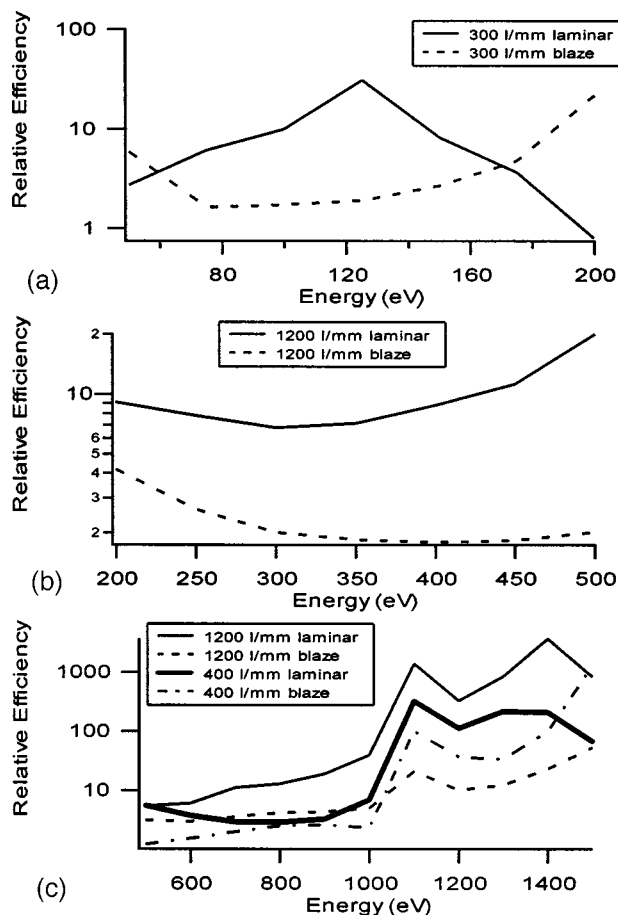 100
10
1
Relative Efficiency
300 l/mm laminar
300 l/mm blaze
80
120
160
200
Energy (eV)
(a)
2
10
6
5
4
3
2
Relative Efficiency
1200 l/mm laminar
1200 l/mm blaze
200
250
300
350
400
450
500
Energy (eV)
(b)
1000
100
10
Relative Efficiency
1200 l/mm laminar
1200 l/mm blaze
400 l/mm laminar
400 l/mm blaze
600
800
1000
1200
1400
Energy (eV)
(c)